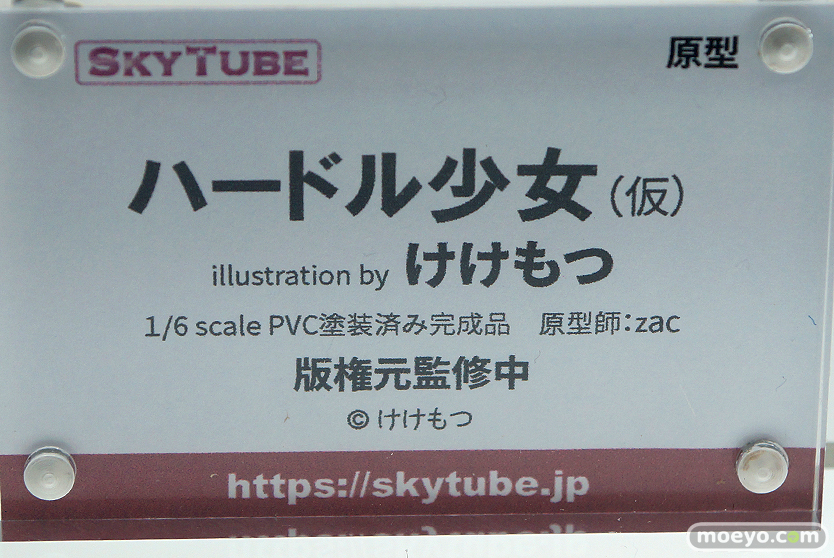 SKYTUBE
原型
ハードル少女（仮）
illustration by けけもつ
1/6 scale PVC塗装済み完成品　原型師：zac
版権元監修中
© けけもつ
https://skytube.jp
moeyo.com